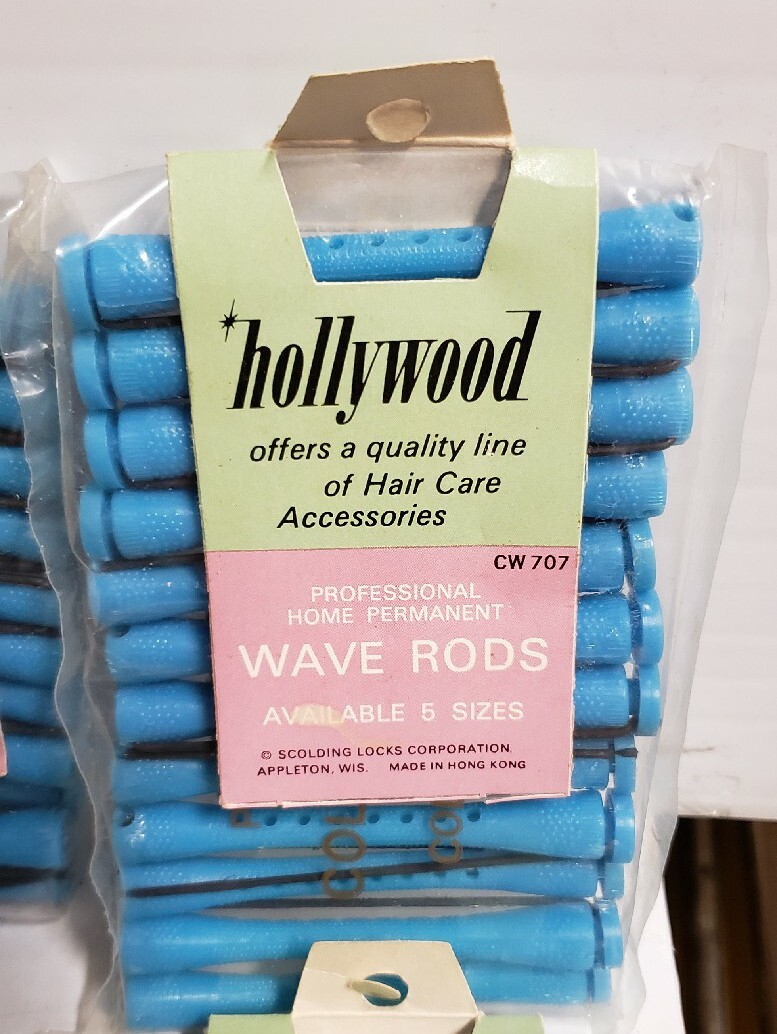 hollywood
offers a quality line
of Hair Care
Accessories
CW 707
PROFESSIONAL
HOME PERMANENT
WAVE RODS
AVAILABLE 5 SIZES
© SCOLDING LOCKS CORPORATION
APPLETON, WIS. MADE IN HONG KONG